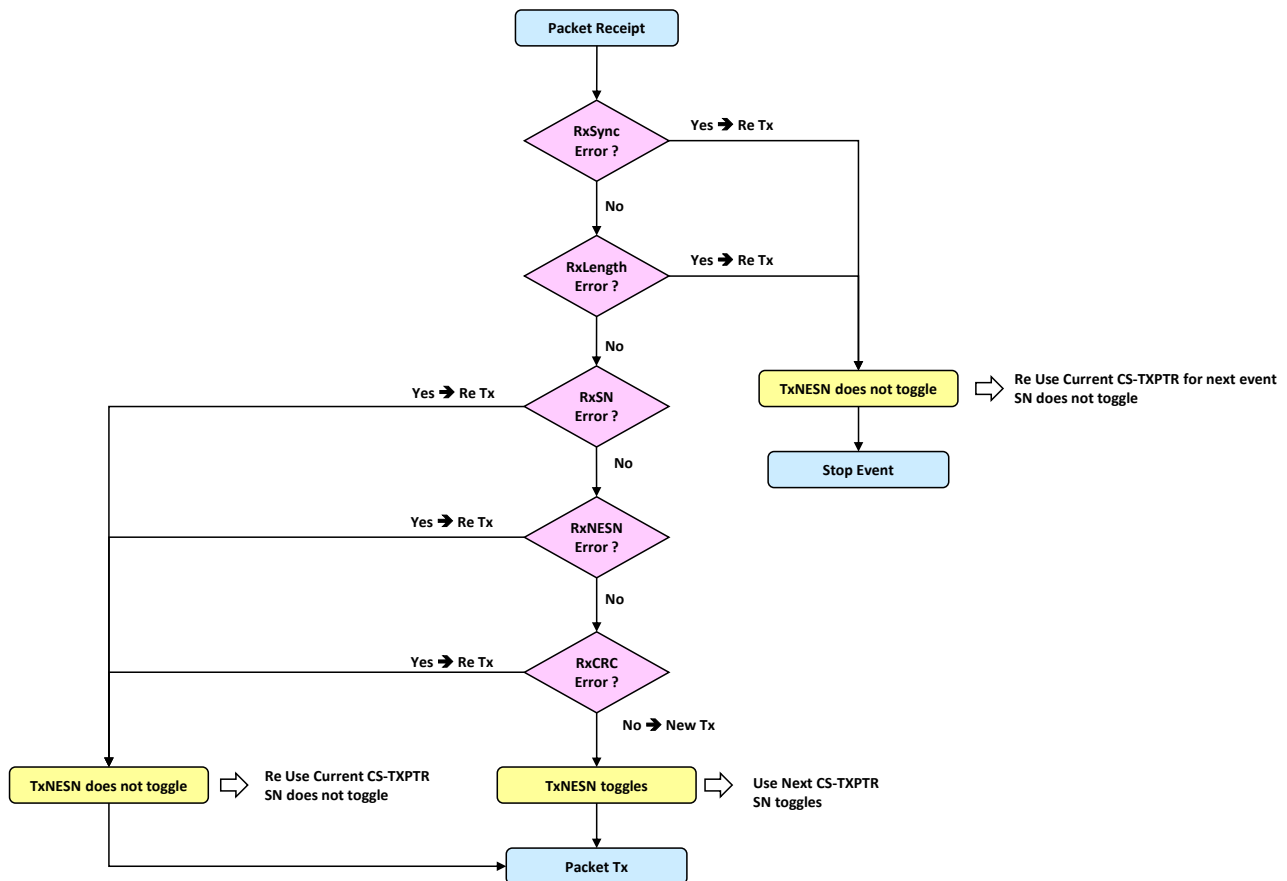 Packet Receipt
RxSync
Error ?
Yes ➔ Re Tx
No
RxLength
Error ?
Yes ➔ Re Tx
No
RxSN
Error ?
Yes ➔ Re Tx
No
TxNESN does not toggle
Re Use Current CS-TXPTR for next event
SN does not toggle
Stop Event
RxNESN
Error ?
Yes ➔ Re Tx
No
RxCRC
Error ?
Yes ➔ Re Tx
No ➔ New Tx
TxNESN does not toggle
Re Use Current CS-TXPTR
SN does not toggle
TxNESN toggles
Use Next CS-TXPTR
SN toggles
Packet Tx